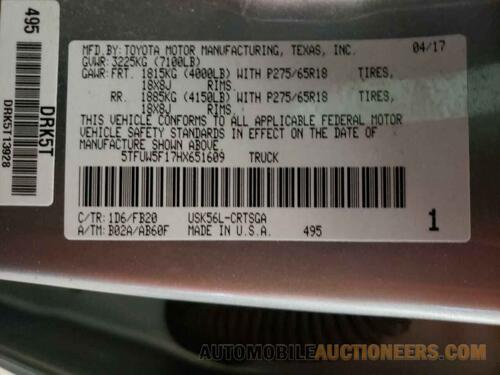 495
DRK5T
DRK5T113928
MFD.BY:TOYOTA MOTOR MANUFACTURING, TEXAS, INC. 04/17
GVWR: 3225KG (7100LB)
GAWR: FRT. 1815KG (4000LB) WITH P275/65R18 TIRES,
18X8J RIMS.
RR. 1885KG (4150LB) WITH P275/65R18 TIRES,
18X8J RIMS.
THIS VEHICLE CONFORMS TO ALL APPLICABLE FEDERAL MOTOR
VEHICLE SAFETY STANDARDS IN EFFECT ON THE DATE OF
MANUFACTURE SHOWN ABOVE.
5TFUW5F17HX651609 TRUCK
C/TR: 1D6/FB20 USK56L-CRTSGA
A/TM: B02A/AB60F MADE IN U.S.A. 495
1
AUTOMOBILEAUCTIONEERS.COM